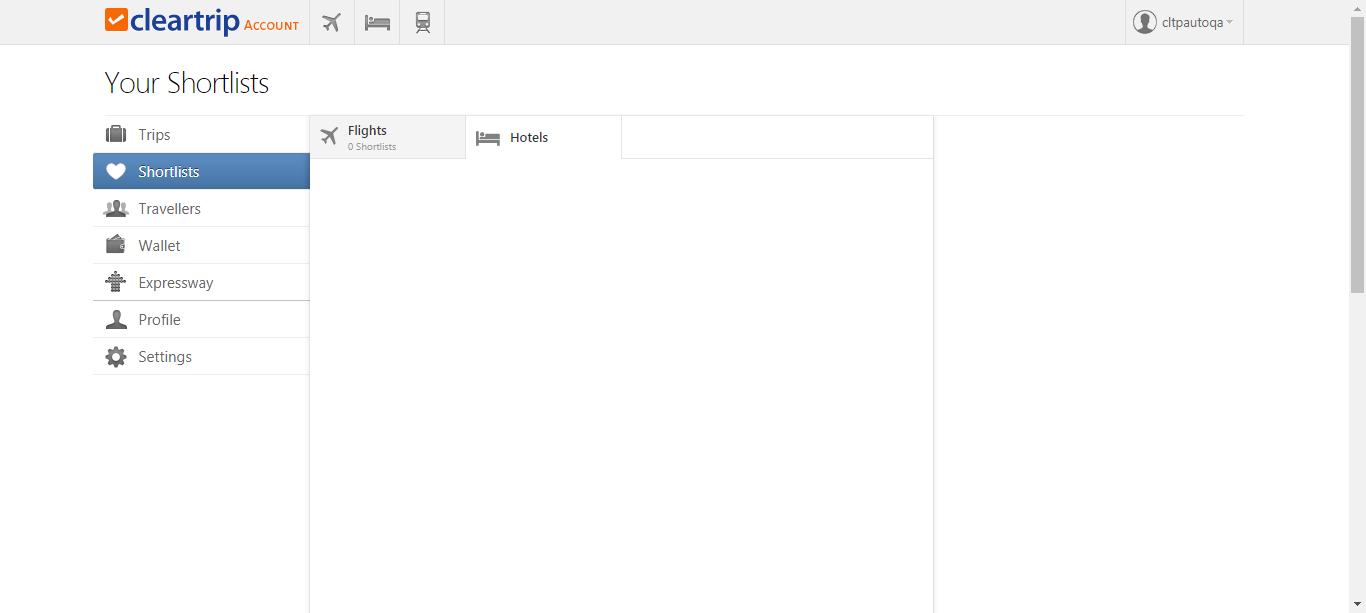 cleartrip ACCOUNT
cltpautoqa
Your Shortlists
Trips
Shortlists
Travellers
Wallet
Expressway
Profile
Settings
Flights
0 Shortlists
Hotels